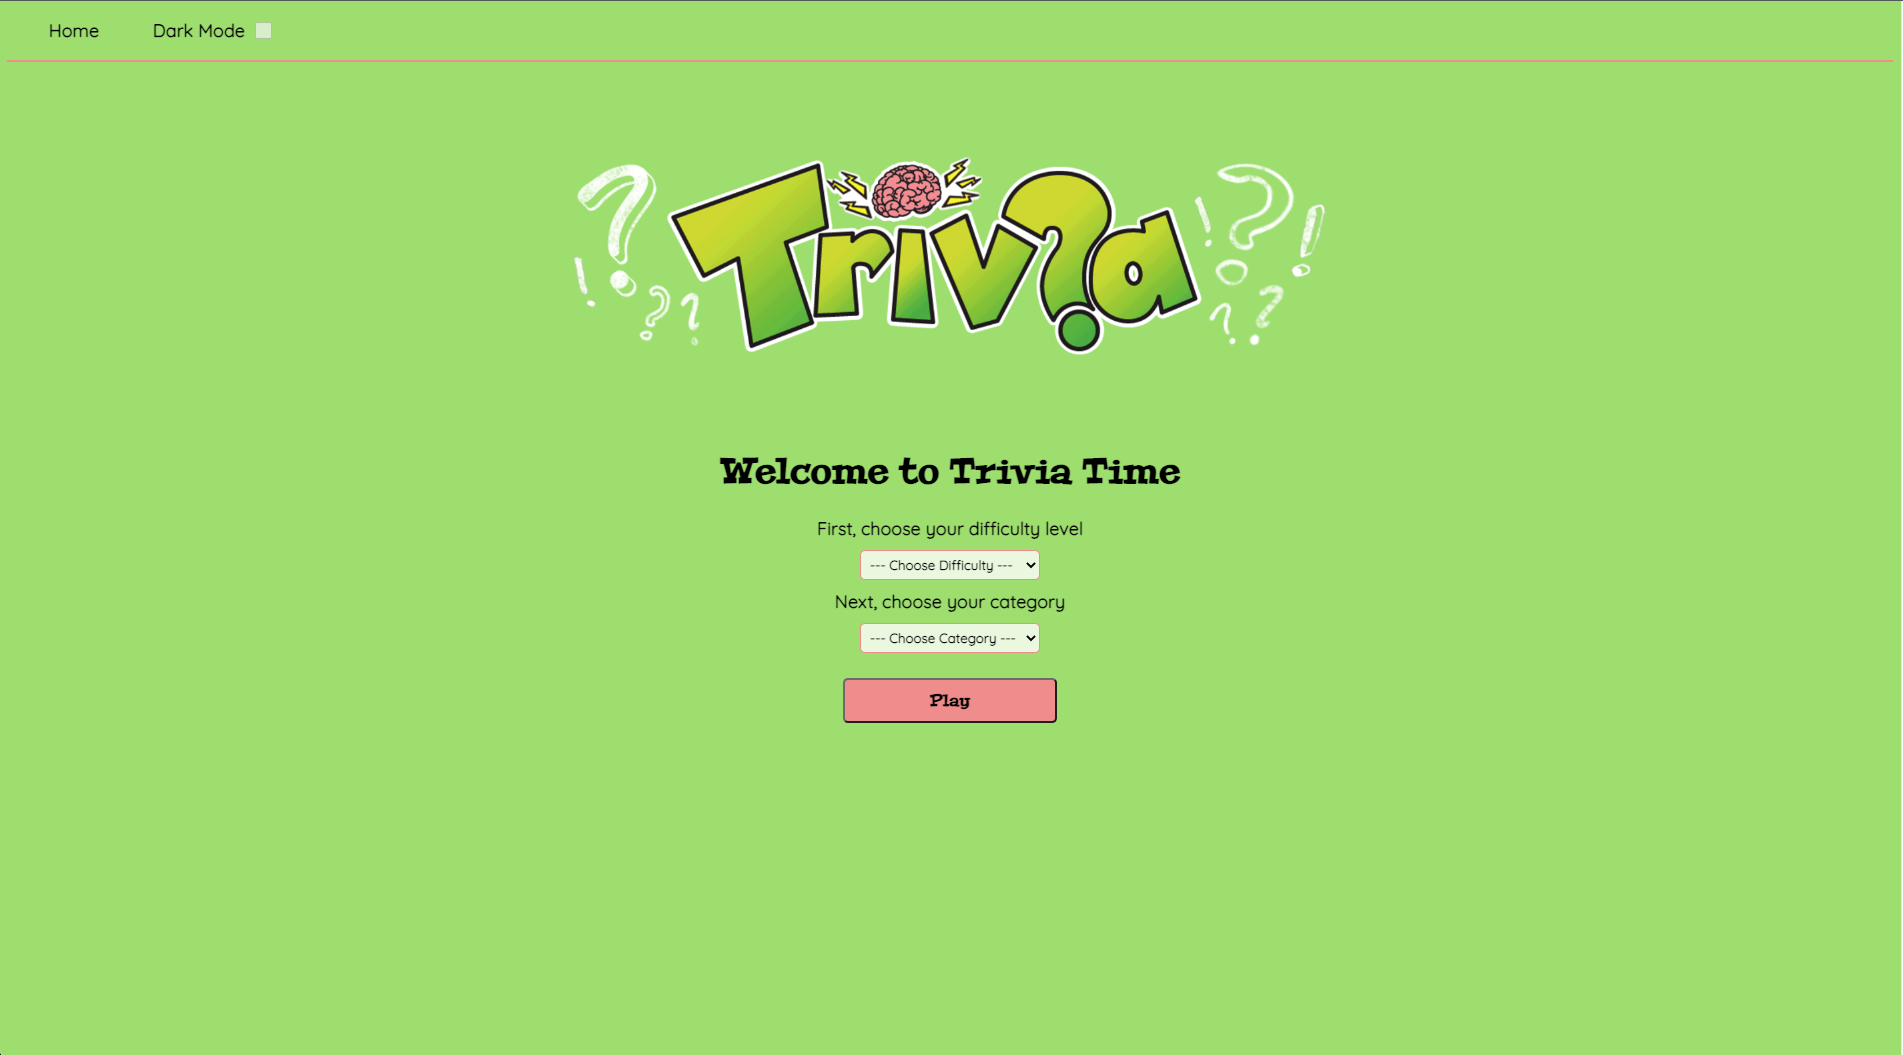 Home Dark Mode
Triv?a
Welcome to Trivia Time
First, choose your difficulty level
--- Choose Difficulty ---
Next, choose your category
--- Choose Category ---
Play